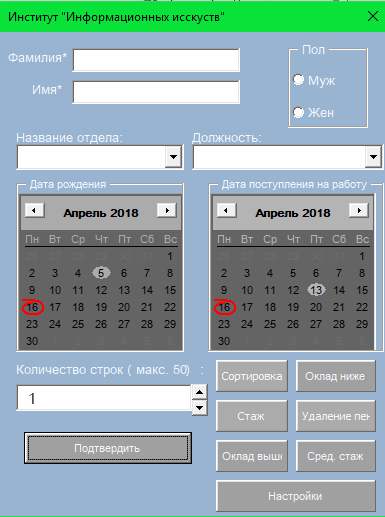 Институт "Информационных исскуств"
Пол
Фамилия*
Муж
Имя*
Жен
Название отдела:
Должность:
Дата рождения
Апрель 2018
Пн Вт Ср Чт Пт Сб Вс
26 27 28 29 30 31 1
2 3 4 5 6 7 8
9 10 11 12 13 14 15
16 17 18 19 20 21 22
23 24 25 26 27 28 29
30 1 2 3 4 5 6
Дата поступления на работу
Апрель 2018
Пн Вт Ср Чт Пт Сб Вс
26 27 28 29 30 31 1
2 3 4 5 6 7 8
9 10 11 12 13 14 15
16 17 18 19 20 21 22
23 24 25 26 27 28 29
30 1 2 3 4 5 6
Количество строк ( макс. 50) :
1
Подтвердить
Сортировка
Оклад ниже
Стаж
Удаление пен
Оклад выше
Сред. стаж
Настройки